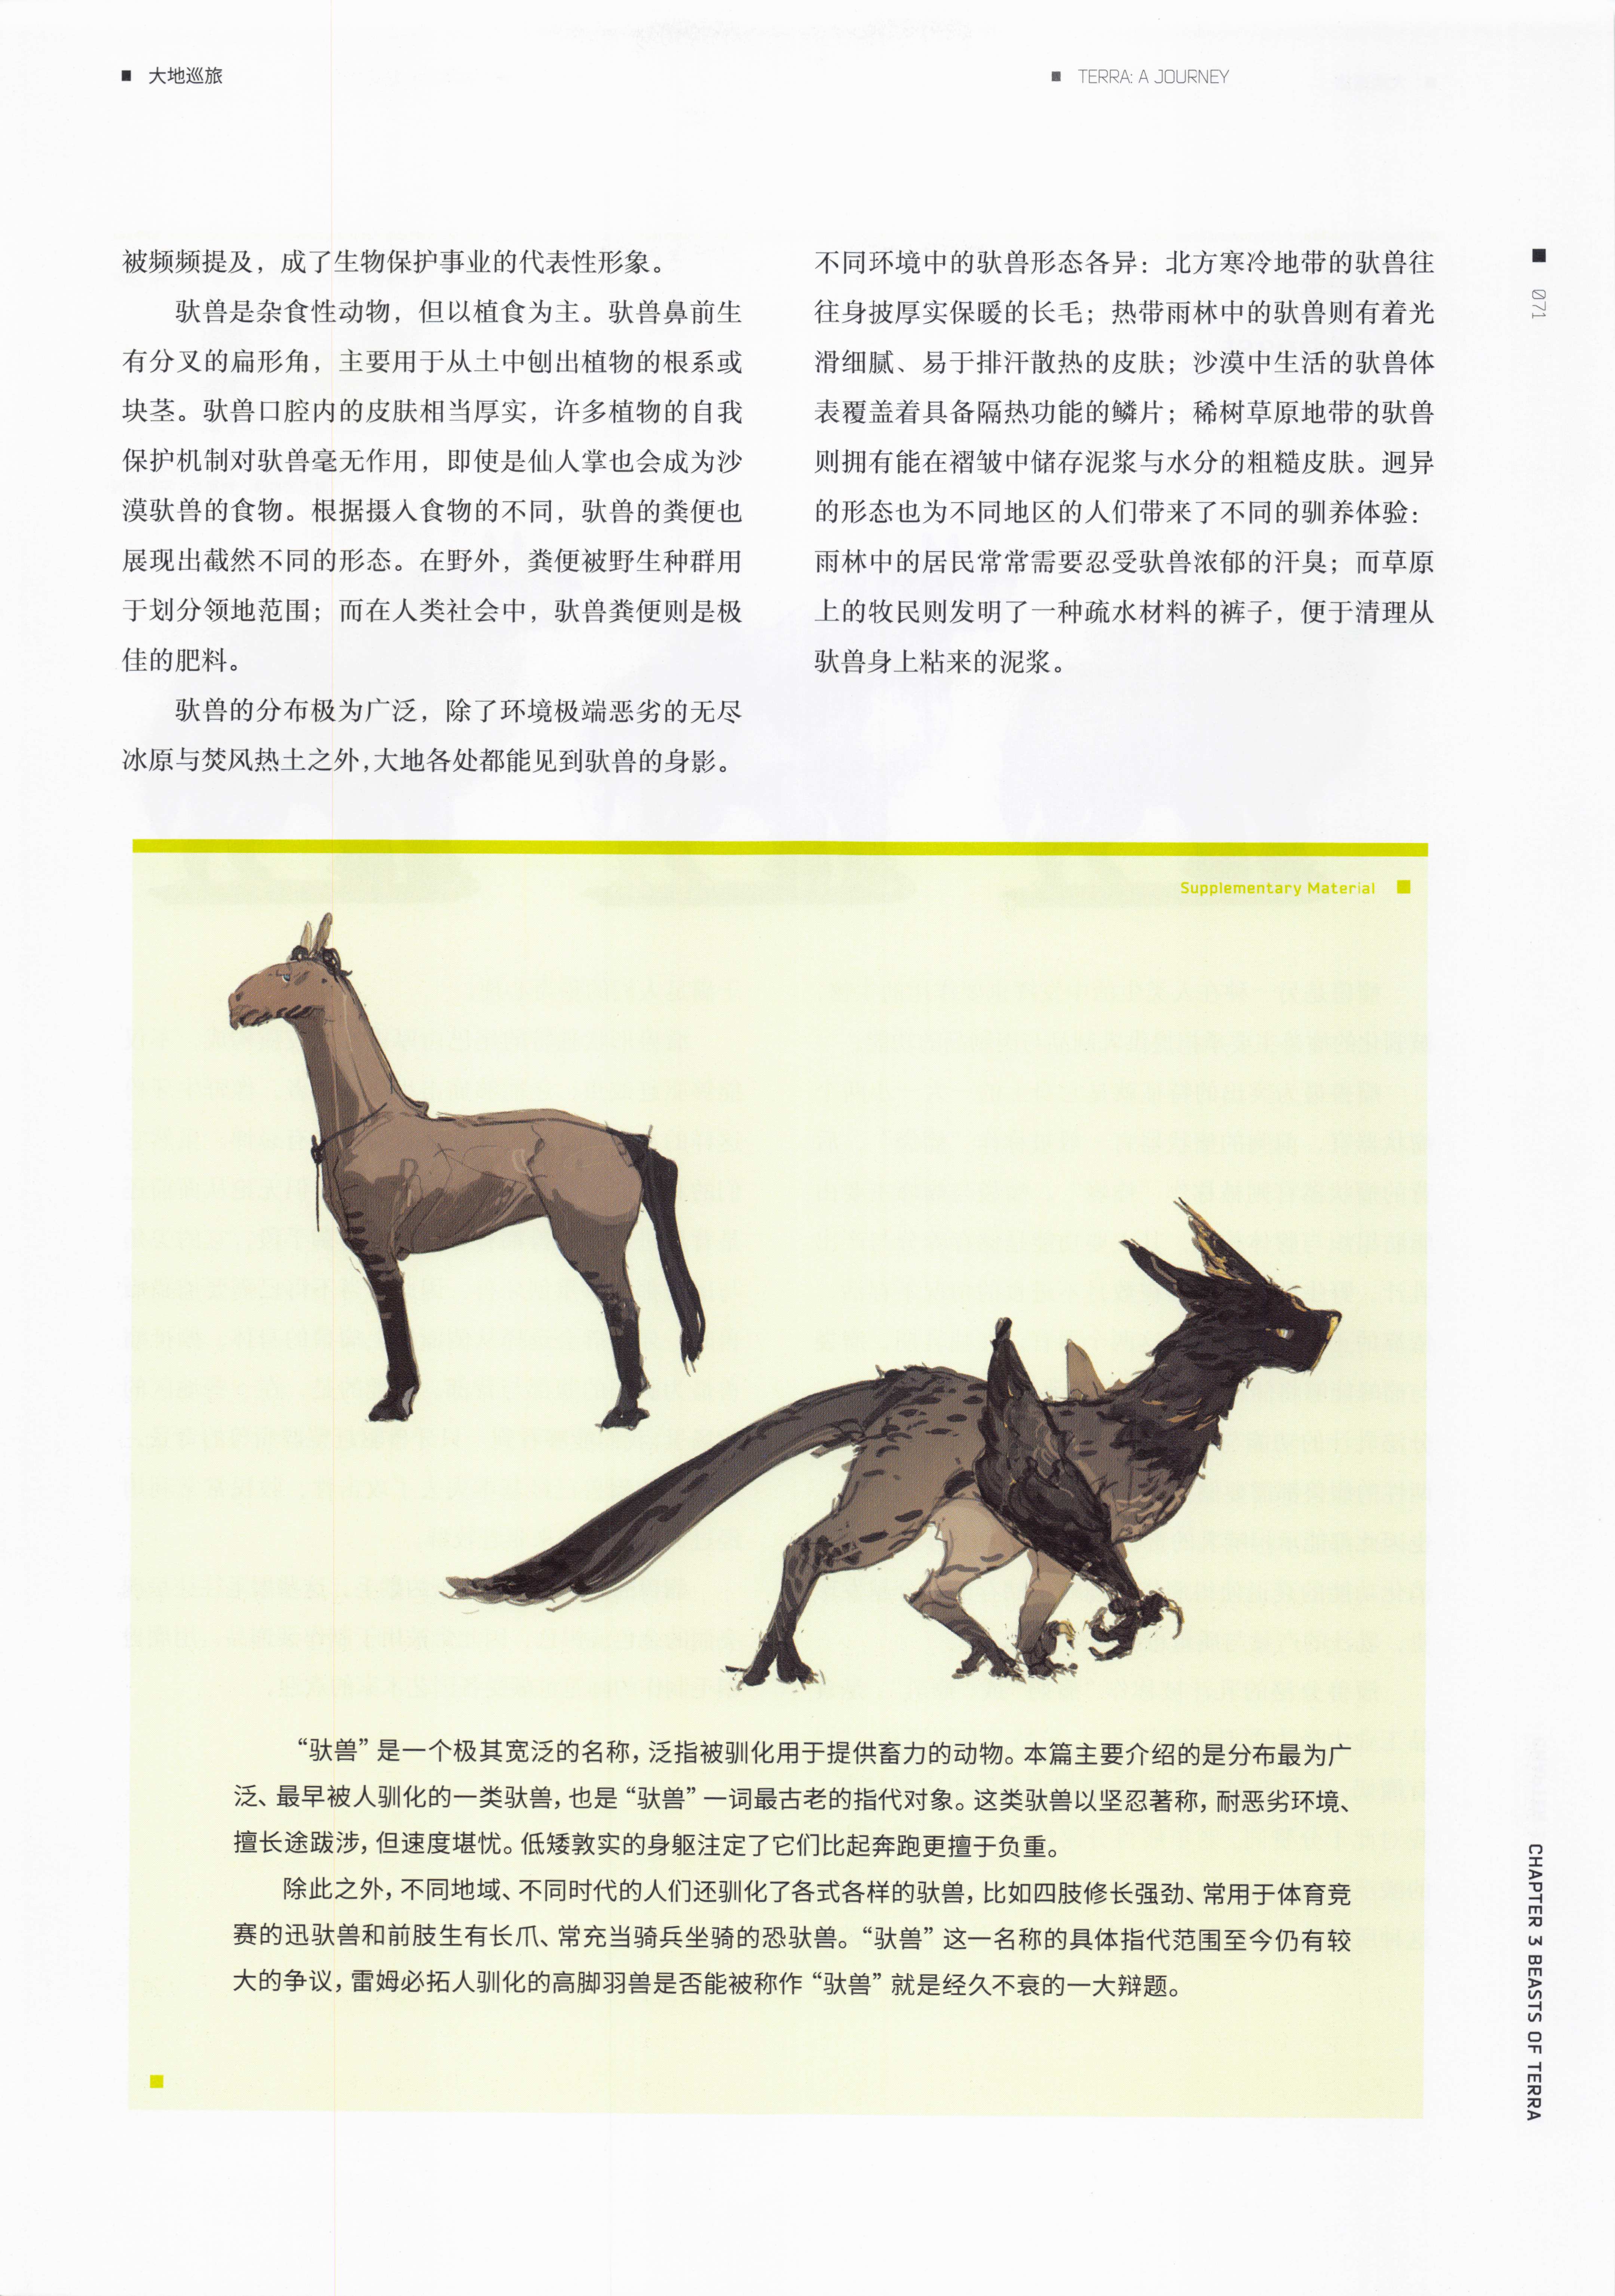 大地巡旅
TERRA: A JOURNEY
071
被频频提及，成了生物保护事业的代表性形象。
驮兽是杂食性动物，但以植食为主。驮兽鼻前生
有分叉的扁形角，主要用于从土中刨出植物的根系或
块茎。驮兽口腔内的皮肤相当厚实，许多植物的自我
保护机制对驮兽毫无作用，即使是仙人掌也会成为沙
漠驮兽的食物。根据摄入食物的不同，驮兽的粪便也
展现出截然不同的形态。在野外，粪便被野生种群用
于划分领地范围；而在人类社会中，驮兽粪便则是极
佳的肥料。
驮兽的分布极为广泛，除了环境极端恶劣的无尽
冰原与焚风热土之外，大地各处都能见到驮兽的身影。
不同环境中的驮兽形态各异：北方寒冷地带的驮兽往
往身披厚实保暖的长毛；热带雨林中的驮兽则有着光
滑细腻、易于排汗散热的皮肤；沙漠中生活的驮兽体
表覆盖着具备隔热功能的鳞片；稀树草原地带的驮兽
则拥有能在褶皱中储存泥浆与水分的粗糙皮肤。迥异
的形态也为不同地区的人们带来了不同的驯养体验：
雨林中的居民常常需要忍受驮兽浓郁的汗臭；而草原
上的牧民则发明了一种疏水材料的裤子，便于清理从
驮兽身上粘来的泥浆。
Supplementary Material
“驮兽”是一个极其宽泛的名称，泛指被驯化用于提供畜力的动物。本篇主要介绍的是分布最为广
泛、最早被人驯化的一类驮兽，也是“驮兽”一词最古老的指代对象。这类驮兽以坚忍著称，耐恶劣环境、
擅长途跋涉，但速度堪忧。低矮敦实的身躯注定了它们比起奔跑更擅于负重。
除此之外，不同地域、不同时代的人们还驯化了各式各样的驮兽，比如四肢修长强劲、常用于体育竞
赛的迅驮兽和前肢生有长爪、常充当骑兵坐骑的恐驮兽。“驮兽”这一名称的具体指代范围至今仍有较
大的争议，雷姆必拓人驯化的高脚羽兽是否能被称作“驮兽”就是经久不衰的一大辩题。
CHAPTER 3 BEASTS OF TERRA